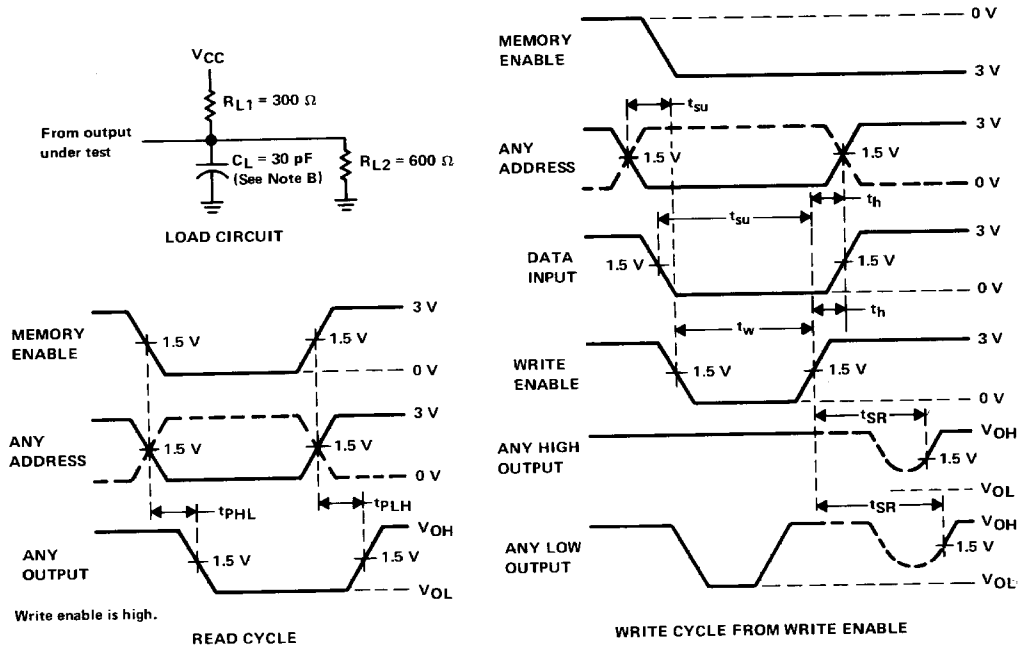 VCC
RL1 = 300 Ω
From output
under test
CL = 30 pF
(See Note B)
RL2 = 600 Ω
LOAD CIRCUIT
MEMORY
ENABLE
3 V
1.5 V
1.5 V
0 V
ANY
ADDRESS
3 V
1.5 V
1.5 V
0 V
tPHL
tPLH
ANY
OUTPUT
VOH
1.5 V
1.5 V
VOL
Write enable is high.
READ CYCLE
MEMORY
ENABLE
0 V
3 V
tsu
ANY
ADDRESS
3 V
1.5 V
1.5 V
0 V
tsu
th
DATA
INPUT
3 V
1.5 V
1.5 V
0 V
tw
th
WRITE
ENABLE
3 V
1.5 V
1.5 V
0 V
tSR
ANY HIGH
OUTPUT
VOH
1.5 V
VOL
tSR
ANY LOW
OUTPUT
VOH
1.5 V
VOL
WRITE CYCLE FROM WRITE ENABLE